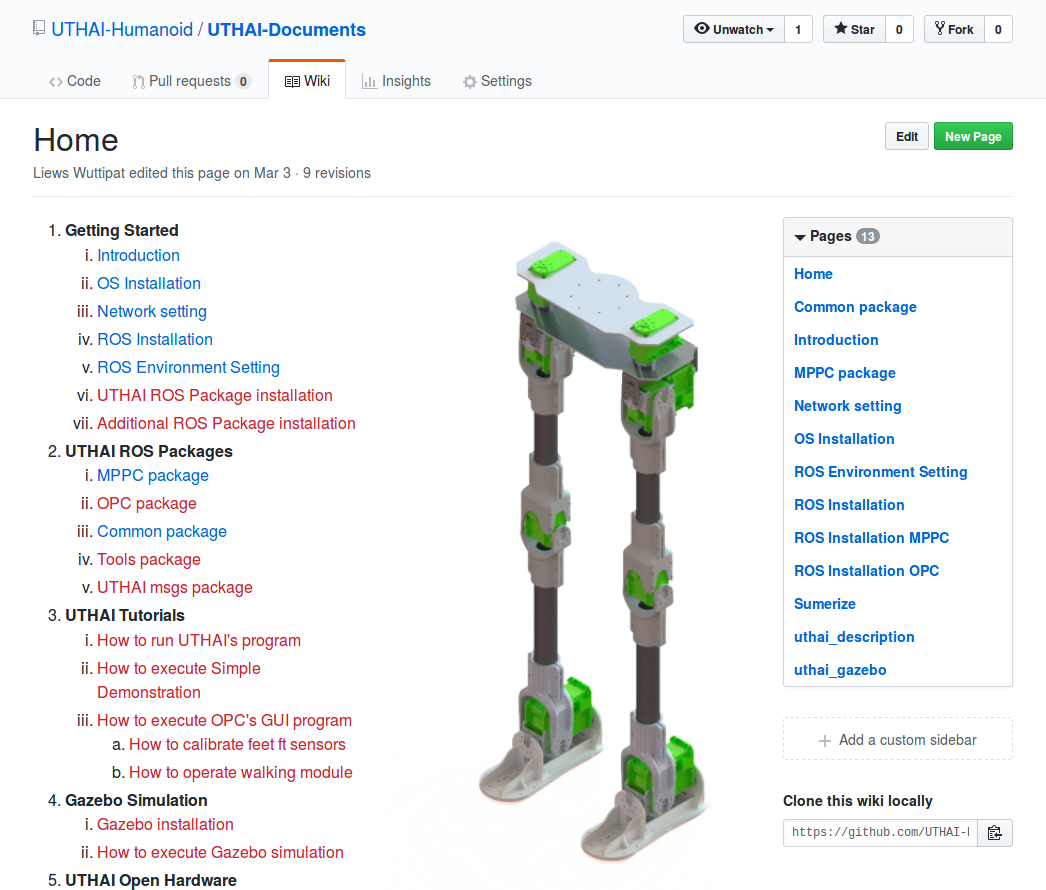 UTHAI-Humanoid / UTHAI-Documents
Unwatch 1 Star 0 Fork 0
Code Pull requests 0 Wiki Insights Settings
Home
Edit New Page
Liews Wuttipat edited this page on Mar 3 · 9 revisions
1. Getting Started
i. Introduction
ii. OS Installation
iii. Network setting
iv. ROS Installation
v. ROS Environment Setting
vi. UTHAI ROS Package installation
vii. Additional ROS Package installation
2. UTHAI ROS Packages
i. MPPC package
ii. OPC package
iii. Common package
iv. Tools package
v. UTHAI msgs package
3. UTHAI Tutorials
i. How to run UTHAI's program
ii. How to execute Simple
Demonstration
iii. How to execute OPC's GUI program
a. How to calibrate feet ft sensors
b. How to operate walking module
4. Gazebo Simulation
i. Gazebo installation
ii. How to execute Gazebo simulation
5. UTHAI Open Hardware
Pages 13
Home
Common package
Introduction
MPPC package
Network setting
OS Installation
ROS Environment Setting
ROS Installation
ROS Installation MPPC
ROS Installation OPC
Sumerize
uthai_description
uthai_gazebo
Add a custom sidebar
Clone this wiki locally
https://github.com/UTHAI-